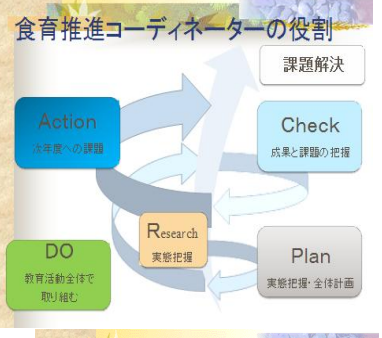 食育推進コーディネーターの役割
課題解決
Action
次年度への課題
Check
成果と課題の把握
Research
実態把握
DO
教育活動全体で
取り組む
Plan
実態把握・全体計画